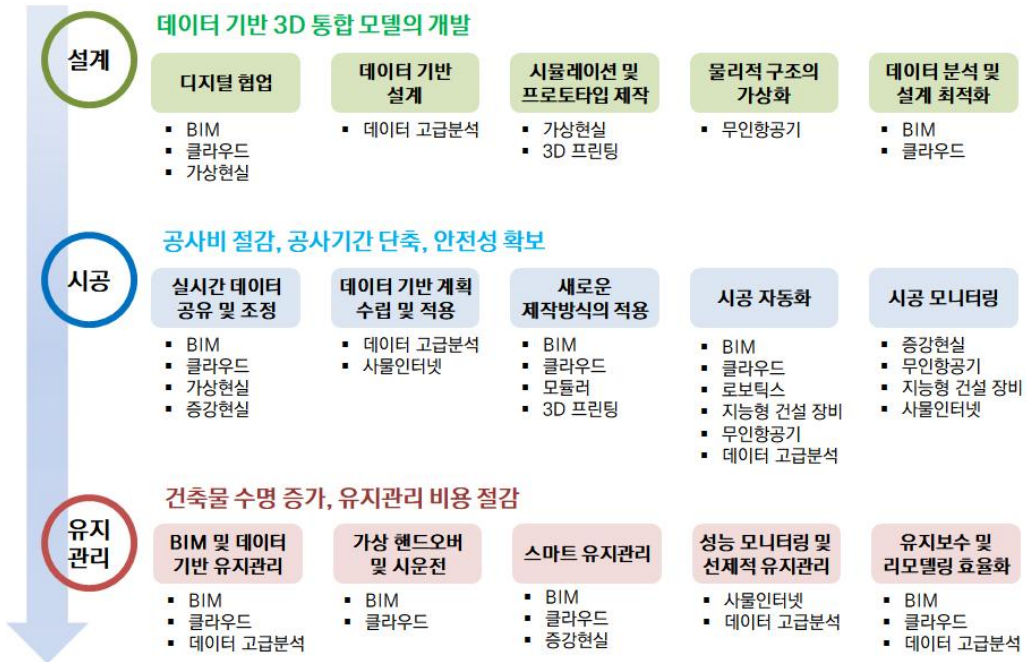 데이터 기반 3D 통합 모델의 개발
설계
디지털 협업
▪ BIM
▪ 클라우드
▪ 가상현실
데이터 기반
설계
▪ 데이터 고급분석
시뮬레이션 및
프로토타입 제작
▪ 가상현실
▪ 3D 프린팅
물리적 구조의
가상화
▪ 무인항공기
데이터 분석 및
설계 최적화
▪ BIM
▪ 클라우드
공사비 절감, 공사기간 단축, 안전성 확보
시공
실시간 데이터
공유 및 조정
▪ BIM
▪ 클라우드
▪ 가상현실
▪ 증강현실
데이터 기반 계획
수립 및 적용
▪ 데이터 고급분석
▪ 사물인터넷
새로운
제작방식의 적용
▪ BIM
▪ 클라우드
▪ 모듈러
▪ 3D 프린팅
시공 자동화
▪ BIM
▪ 클라우드
▪ 로보틱스
▪ 지능형 건설 장비
▪ 무인항공기
▪ 데이터 고급분석
시공 모니터링
▪ 증강현실
▪ 무인항공기
▪ 지능형 건설 장비
▪ 사물인터넷
건축물 수명 증가, 유지관리 비용 절감
유지
관리
BIM 및 데이터
기반 유지관리
▪ BIM
▪ 클라우드
▪ 데이터 고급분석
가상 핸드오버
및 시운전
▪ BIM
▪ 클라우드
스마트 유지관리
▪ BIM
▪ 클라우드
▪ 증강현실
성능 모니터링 및
선제적 유지관리
▪ 사물인터넷
▪ 데이터 고급분석
유지보수 및
리모델링 효율화
▪ BIM
▪ 클라우드
▪ 데이터 고급분석